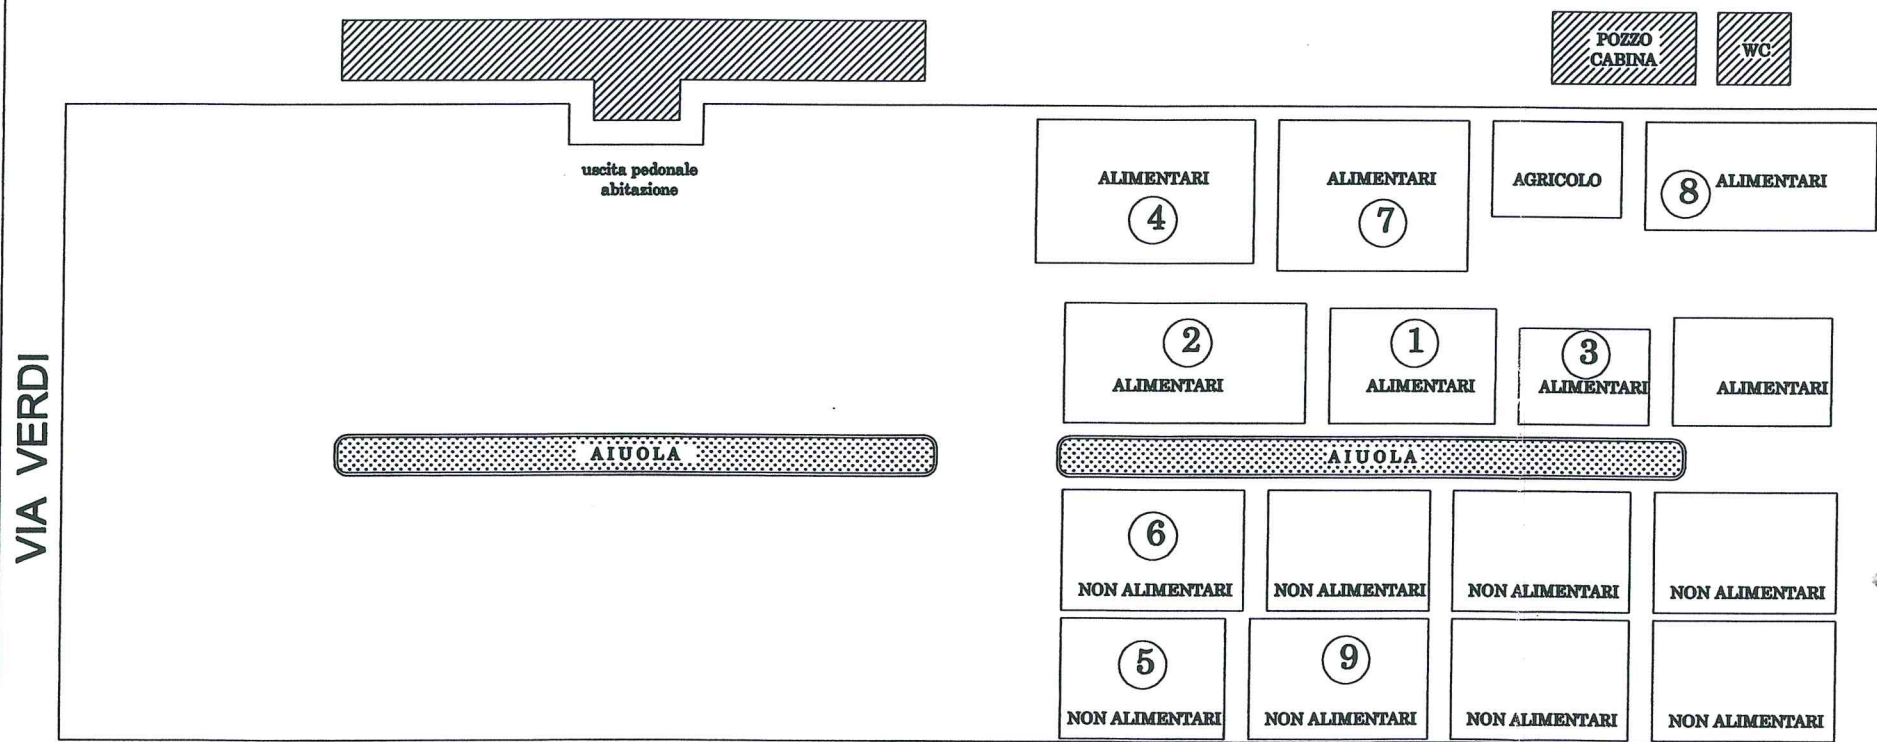 POZZO
CABINA
WC
uscita pedonale
abitazione
ALIMENTARI
4
ALIMENTARI
7
AGRICOLO
8 ALIMENTARI
VIA VERDI
2
ALIMENTARI
1
ALIMENTARI
3
ALIMENTARI
ALIMENTARI
AIUOLA
AIUOLA
6
NON ALIMENTARI
NON ALIMENTARI
NON ALIMENTARI
NON ALIMENTARI
5
NON ALIMENTARI
9
NON ALIMENTARI
NON ALIMENTARI
NON ALIMENTARI